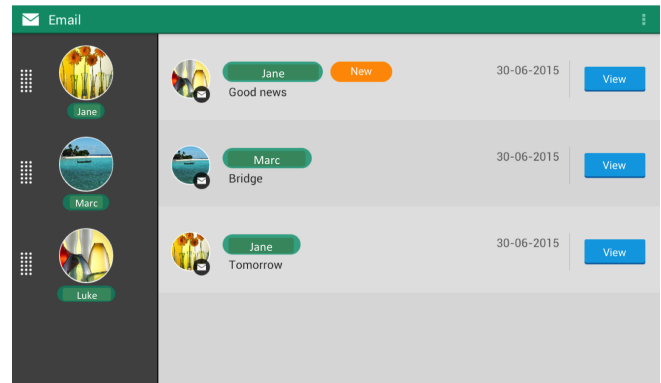 Email
Jane
Marc
Luke
Jane New
Good news
30-06-2015
View
Marc
Bridge
30-06-2015
View
Jane
Tomorrow
30-06-2015
View